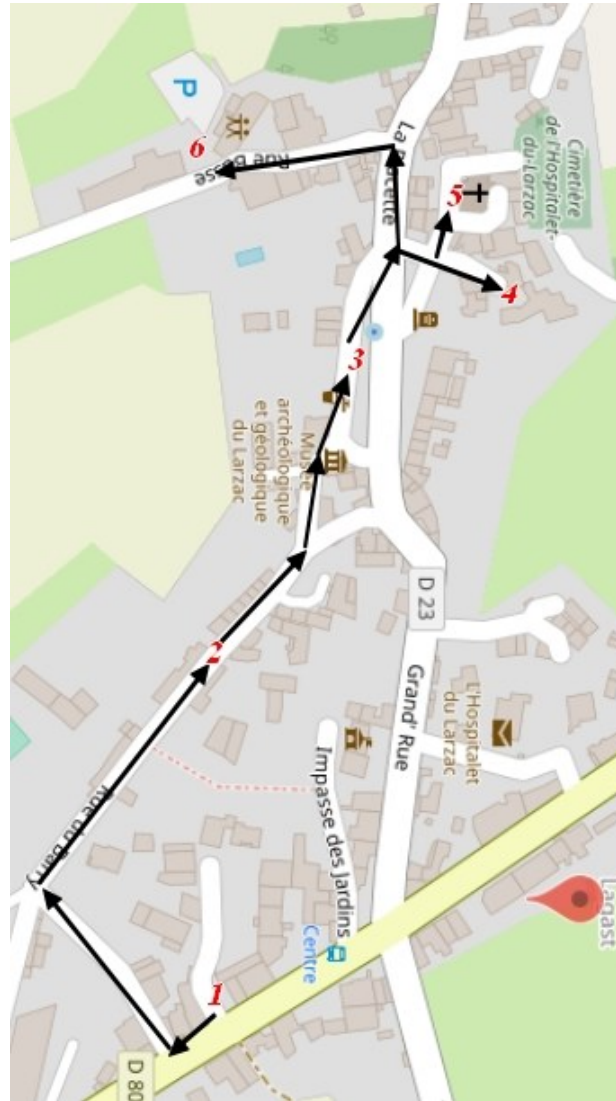 P
6
Rue Basse
La Placette
5
Cimetière
de l'Hospitalet-
du-Larzac
4
3
Musée
archéologique
et géologique
du Larzac
D 23
2
Grand' Rue
L'Hospitalet
du Larzac
Impasse des Jardins
Rue du Barry
Lagast
Centre
1
D 80